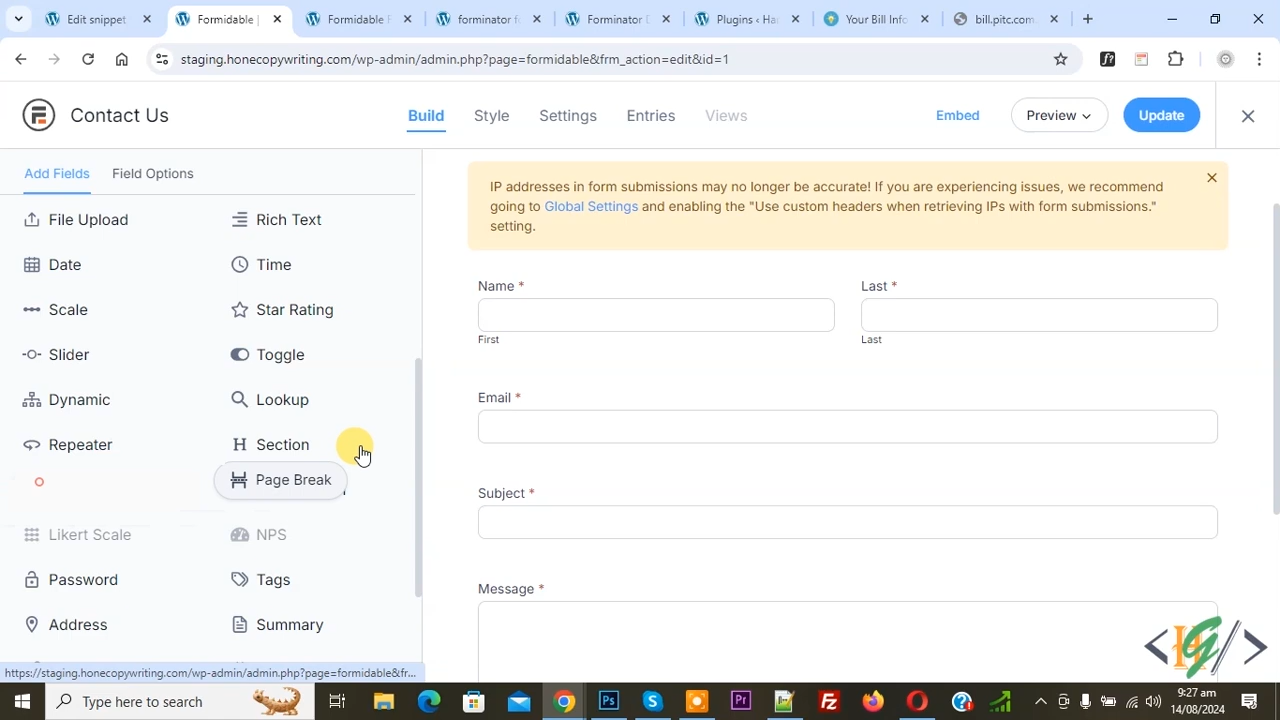 Edit snippet
Formidable |
Formidable F
forminator f
Forminator D
Plugins ‹ Ha
Your Bill Info
bill.pitc.com
staging.honecopywriting.com/wp-admin/admin.php?page=formidable&frm_action=edit&id=1
Contact Us
Build
Style
Settings
Entries
Views
Embed
Preview
Update
Add Fields
Field Options
File Upload
Rich Text
Date
Time
Scale
Star Rating
Slider
Toggle
Dynamic
Lookup
Repeater
Section
Page Break
Likert Scale
NPS
Password
Tags
Address
Summary
https://staging.honecopywriting.com/wp-admin/admin.php?page=formidable&fr...
IP addresses in form submissions may no longer be accurate! If you are experiencing issues, we recommend
going to Global Settings and enabling the "Use custom headers when retrieving IPs with form submissions."
setting.
Name *
Last *
First
Last
Email *
Subject *
Message *
Type here to search
9:27 am
14/08/2024